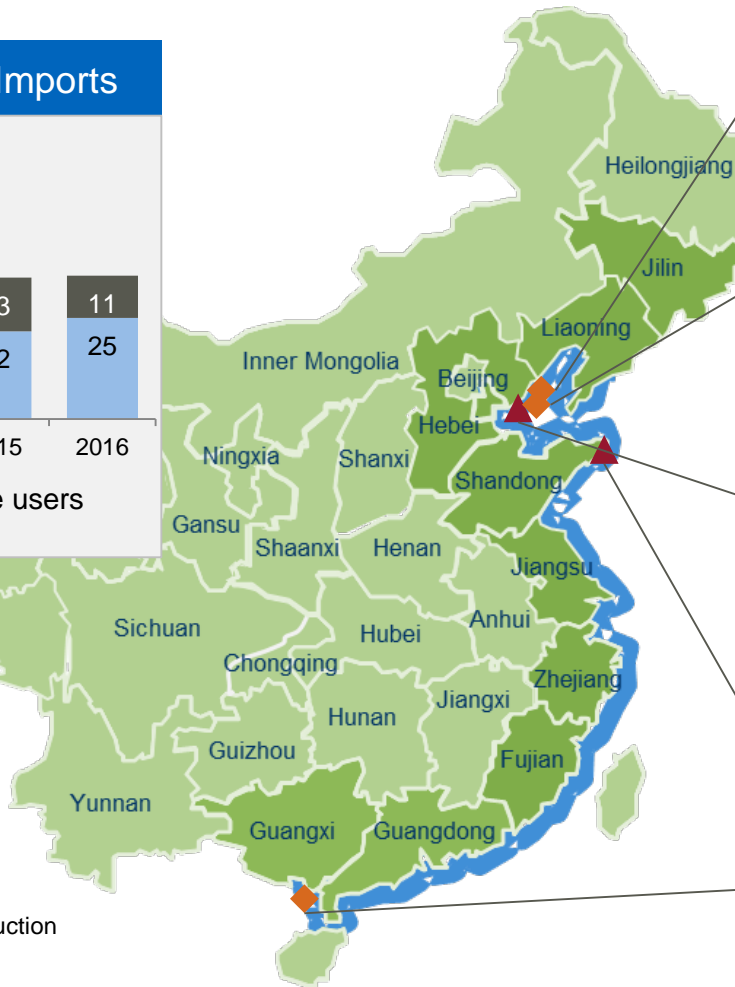 Imports
3
11
2
25
15
2016
e users
Heilongjiang
Jilin
Liaoning
Inner Mongolia
Beijing
Hebei
Ningxia
Shanxi
Shandong
Gansu
Shaanxi
Henan
Jiangsu
Sichuan
Hubei
Anhui
Chongqing
Zhejiang
Jiangxi
Hunan
Guizhou
Fujian
Yunnan
Guangxi
Guangdong
uction